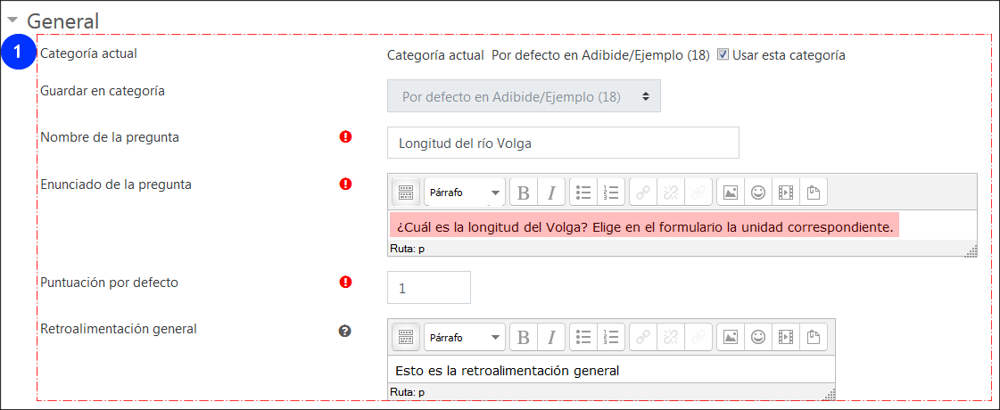 General
1
Categoría actual Categoría actual Por defecto en Adibide/Ejemplo (18) Usar esta categoría
Guardar en categoría Por defecto en Adibide/Ejemplo (18)
Nombre de la pregunta Longitud del río Volga
Enunciado de la pregunta Párrafo B I
¿Cuál es la longitud del Volga? Elige en el formulario la unidad correspondiente.
Ruta: p
Puntuación por defecto 1
Retroalimentación general Párrafo B I
Esto es la retroalimentación general
Ruta: p